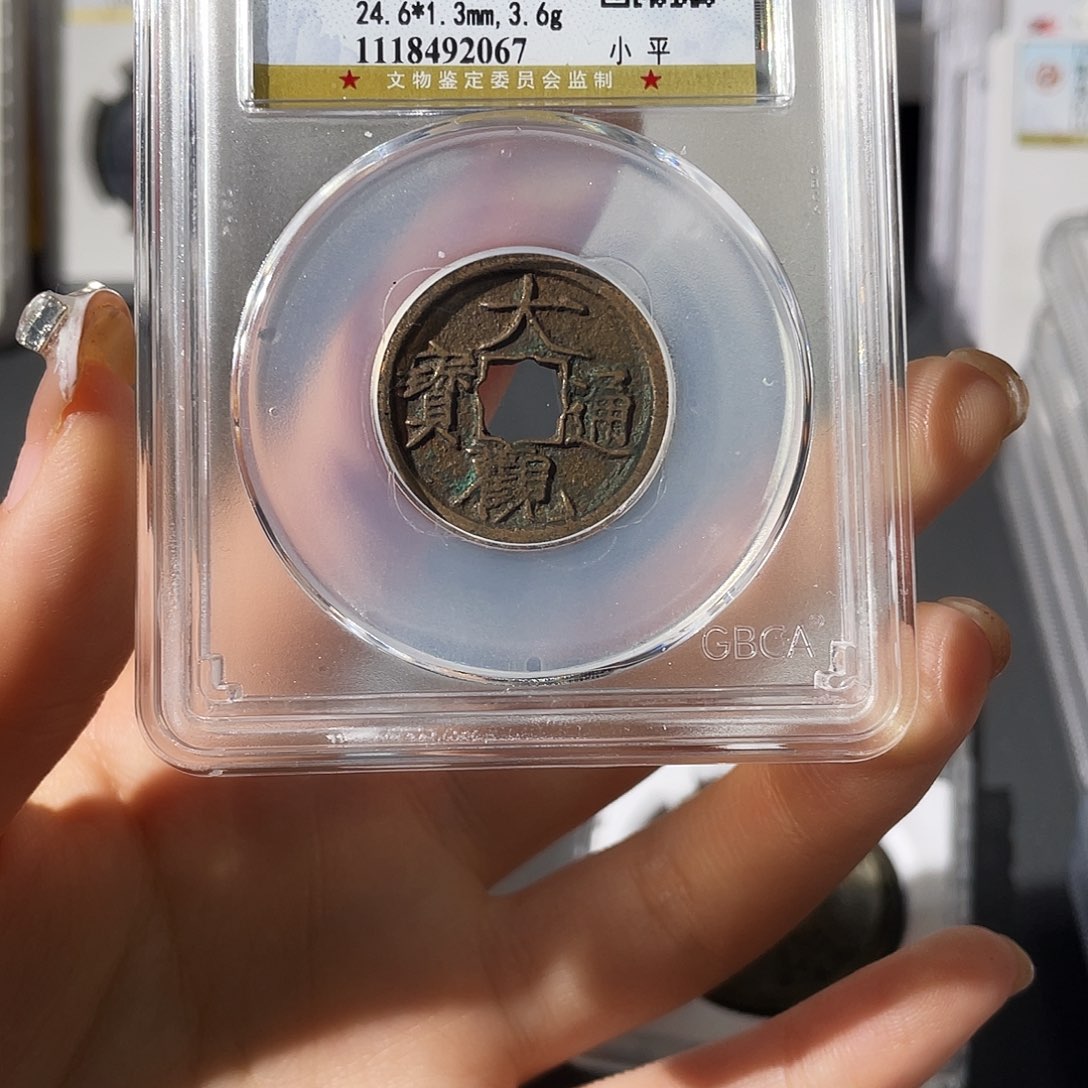 24.6*1.3mm, 3.6g
1118492067 小平
★ 文物鉴定委员会监制 ★
大觀通寶
GBCA